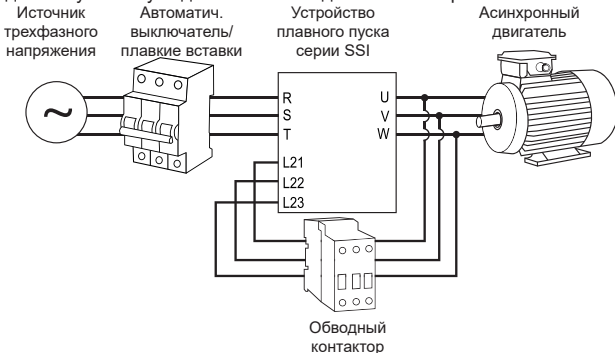 Источник
трехфазного
напряжения
Автоматич.
выключатель/
плавкие вставки
Устройство
плавного пуска
серии SSI
Асинхронный
двигатель
~
R
S
T
L21
L22
L23
U
V
W
Обводный
контактор